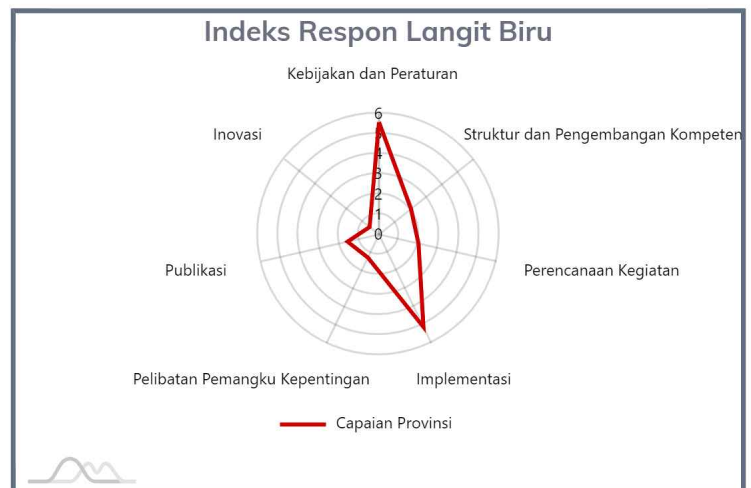 Indeks Respon Langit Biru
Kebijakan dan Peraturan
Inovasi
Struktur dan Pengembangan Kompeten
Publikasi
Perencanaan Kegiatan
Pelibatan Pemangku Kepentingan
Implementasi
6
5
4
3
2
1
0
Capaian Provinsi